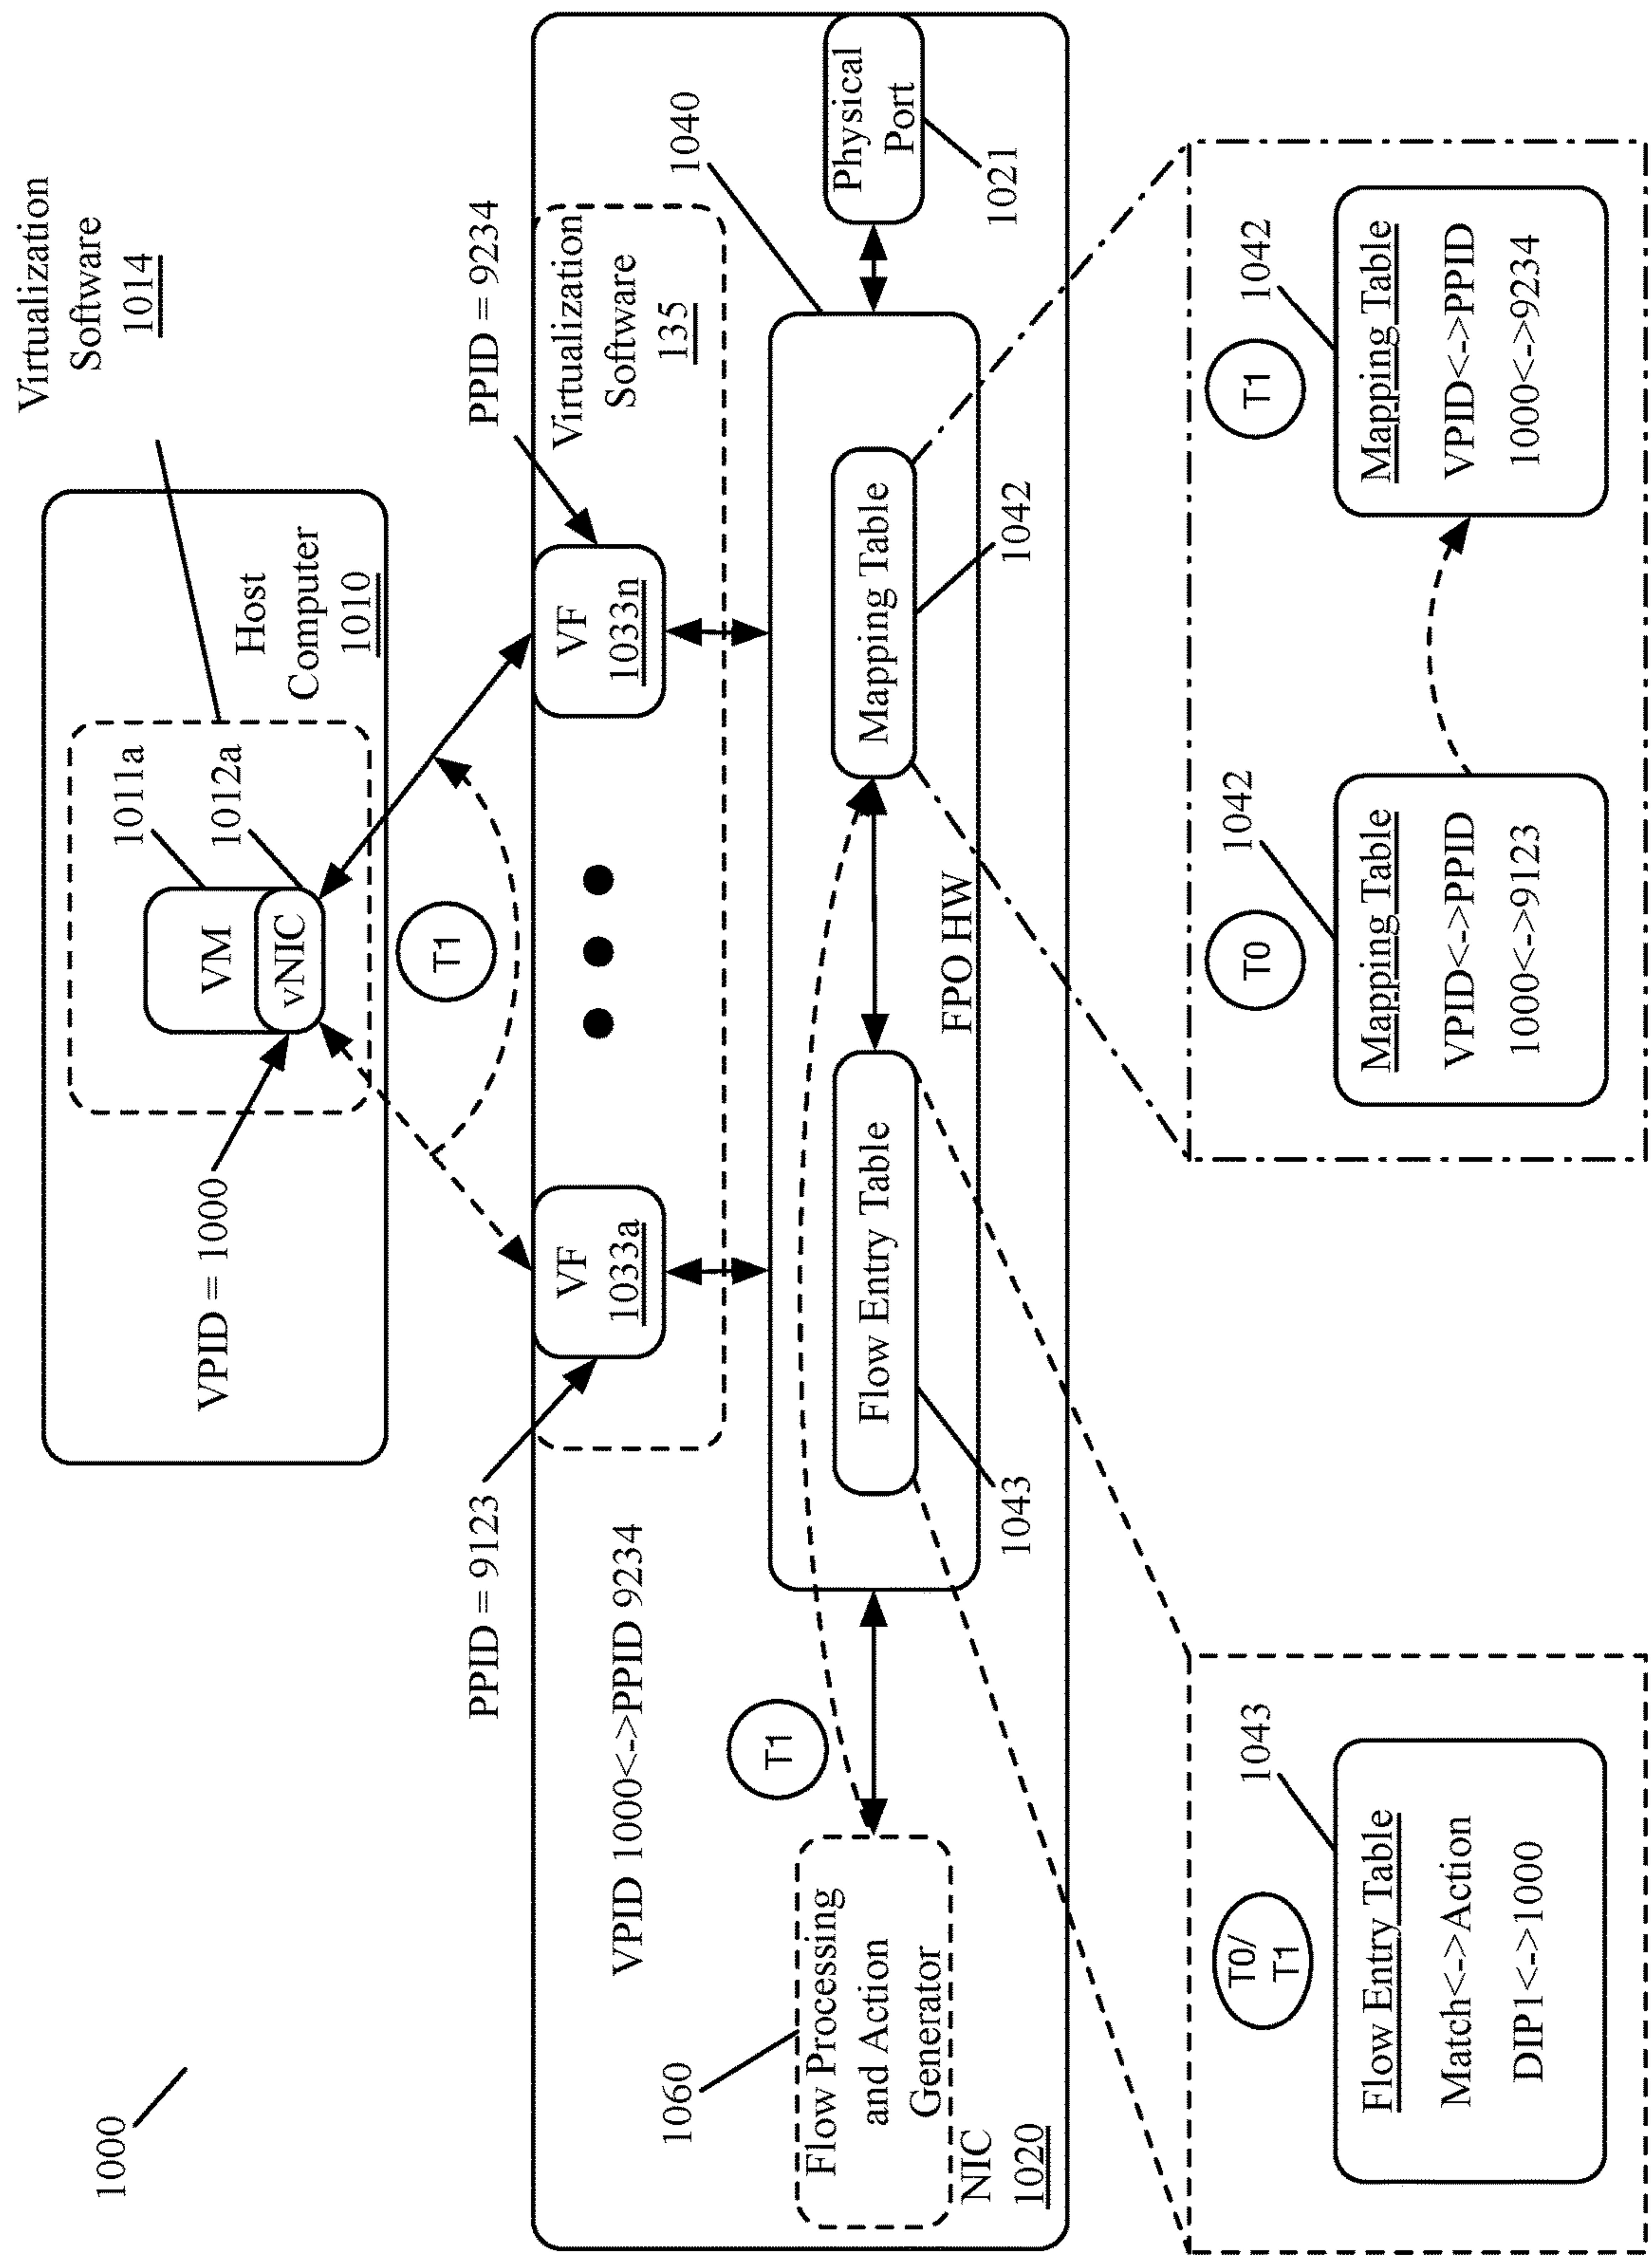 1000
Virtualization
Software
1014
VPID = 1000
VM
vNIC
1011a
1012a
Host
Computer
1010
T1
PPID = 9123
PPID = 9234
VPID 1000<->PPID 9234
VF
1033a
VF
1033n
Virtualization
Software
135
1040
1060
Flow Processing
and Action
Generator
T1
Flow Entry Table
Mapping Table
Physical
Port
FPO HW
1043
1042
1021
NIC
1020
T0/
T1
1043
Flow Entry Table
Match<->Action
DIP1<->1000
T0
1042
Mapping Table
VPID<->PPID
1000<->9123
T1
1042
Mapping Table
VPID<->PPID
1000<->9234